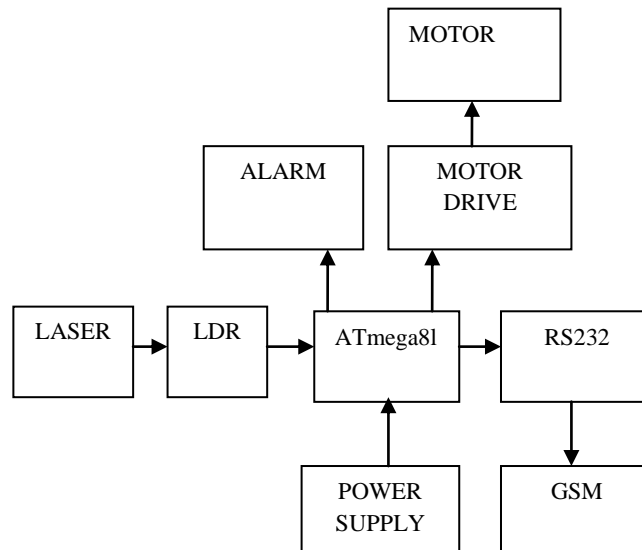 MOTOR
ALARM
MOTOR
DRIVE
LASER
LDR
ATmega8l
RS232
POWER
SUPPLY
GSM